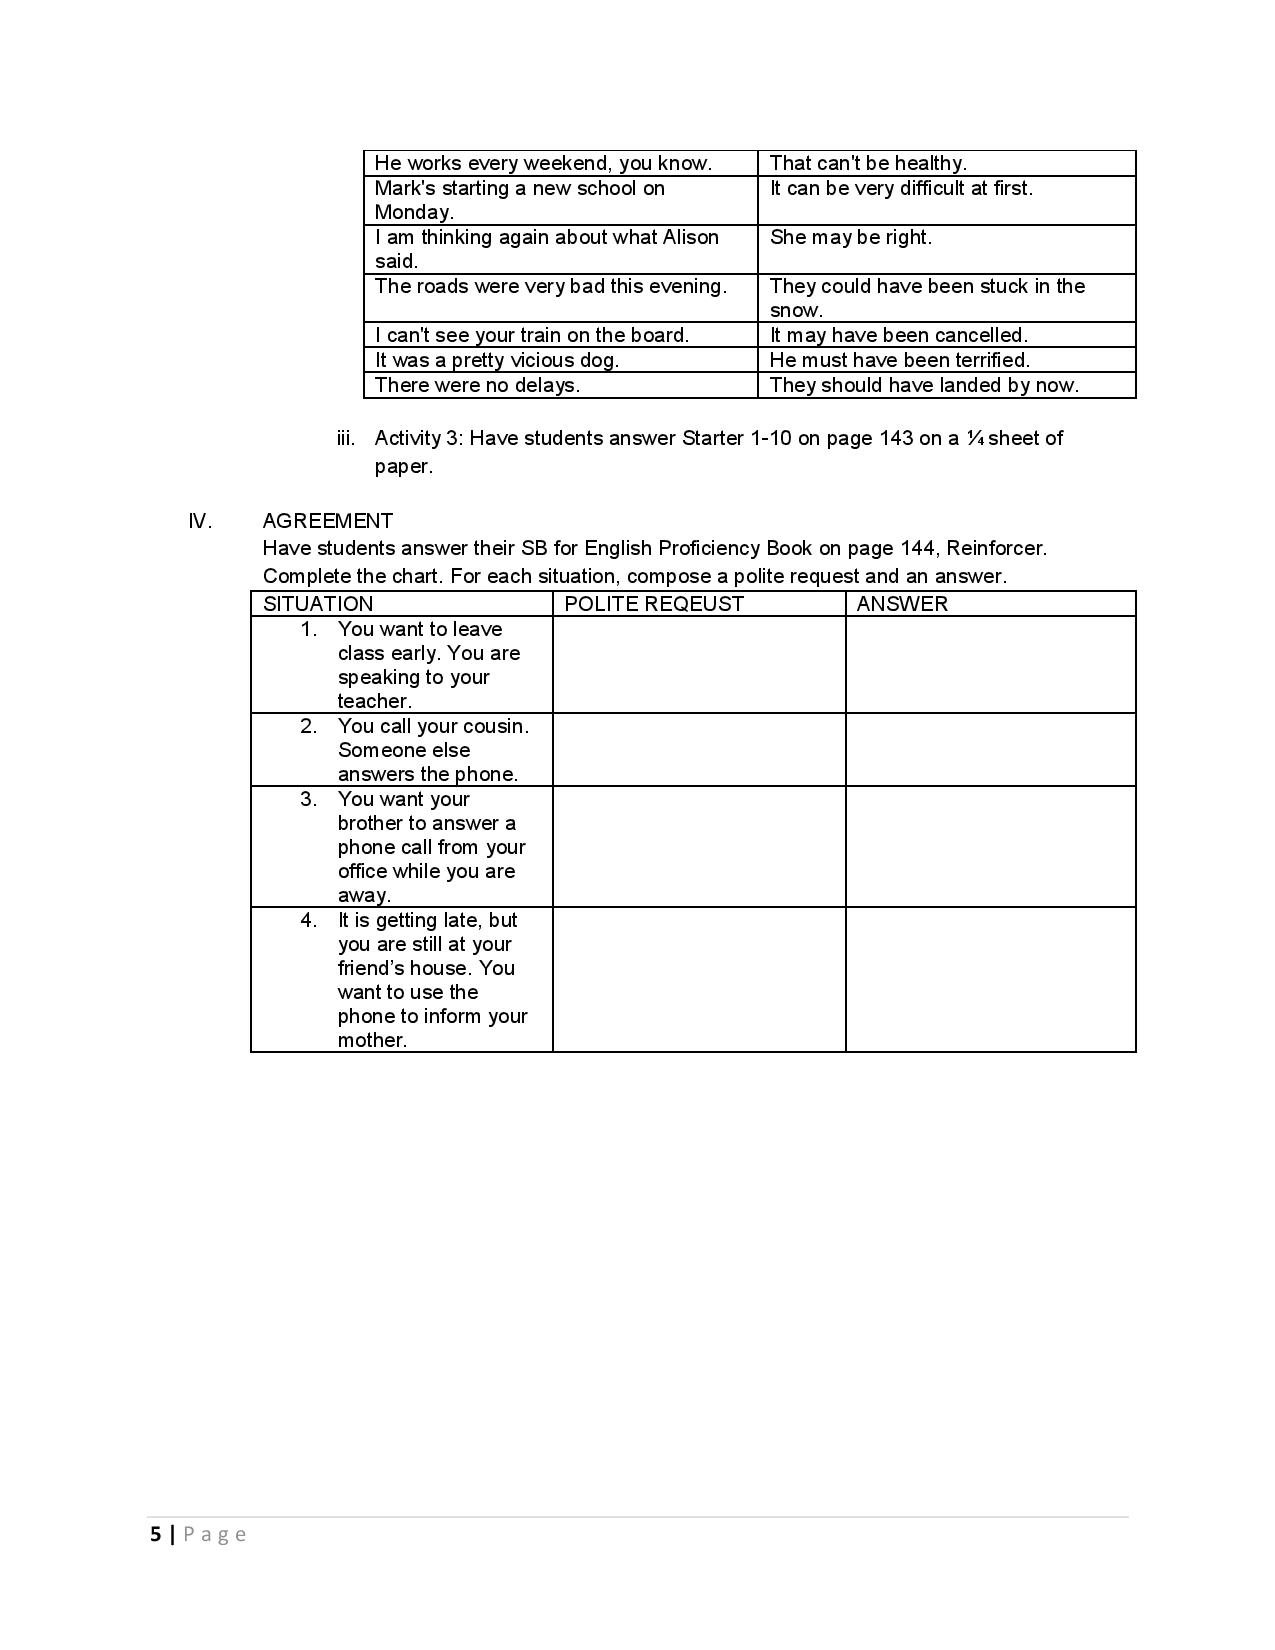 He works every weekend, you know. That can't be healthy.
Mark's starting a new school on It can be very difficult at first.
Monday.
I am thinking again about what Alison She may be right.
said.
The roads were very bad this evening. They could have been stuck in the
snow.
I can't see your train on the board. It may have been cancelled.
It was a pretty vicious dog. He must have been terrified.
There were no delays. They should have landed by now.
iii. Activity 3: Have students answer Starter 1-10 on page 143 on a ¼ sheet of
paper.
IV. AGREEMENT
Have students answer their SB for English Proficiency Book on page 144, Reinforcer.
Complete the chart. For each situation, compose a polite request and an answer.
SITUATION POLITE REQEUST ANSWER
1. You want to leave
class early. You are
speaking to your
teacher.
2. You call your cousin.
Someone else
answers the phone.
3. You want your
brother to answer a
phone call from your
office while you are
away.
4. It is getting late, but
you are still at your
friend’s house. You
want to use the
phone to inform your
mother.
5 | Page